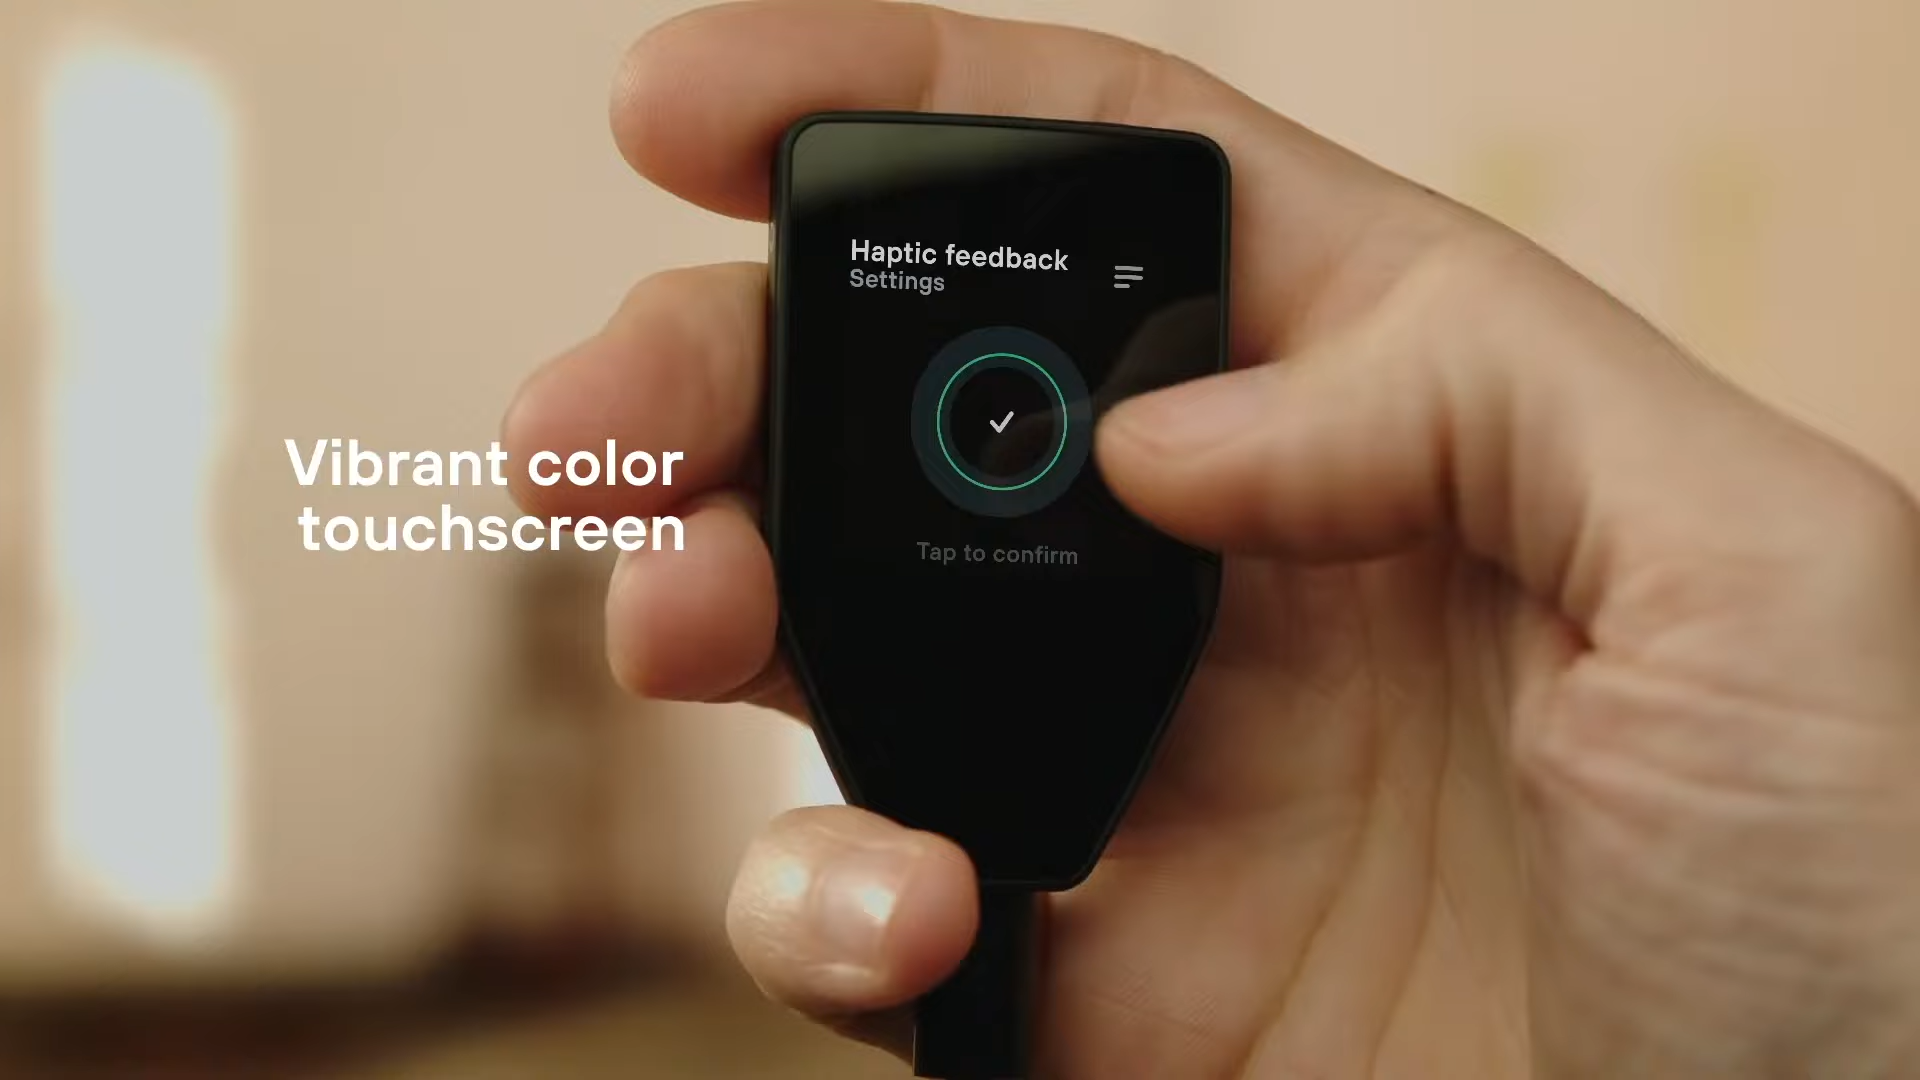 Haptic feedback
Settings
Vibrant color
touchscreen
Tap to confirm